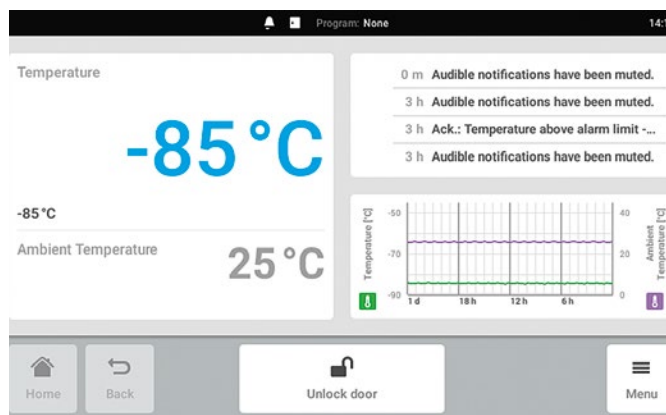 Program: None
14:1
Temperature
-85 °C
-85 °C
Ambient Temperature
25 °C
0 m Audible notifications have been muted.
3 h Audible notifications have been muted.
3 h Ack.: Temperature above alarm limit -...
3 h Audible notifications have been muted.
Temperature [°C]
-50
-70
-90
1 d
18 h
12 h
6 h
40
20
0
Ambient
Temperature [°C]
Home
Back
Unlock door
Menu